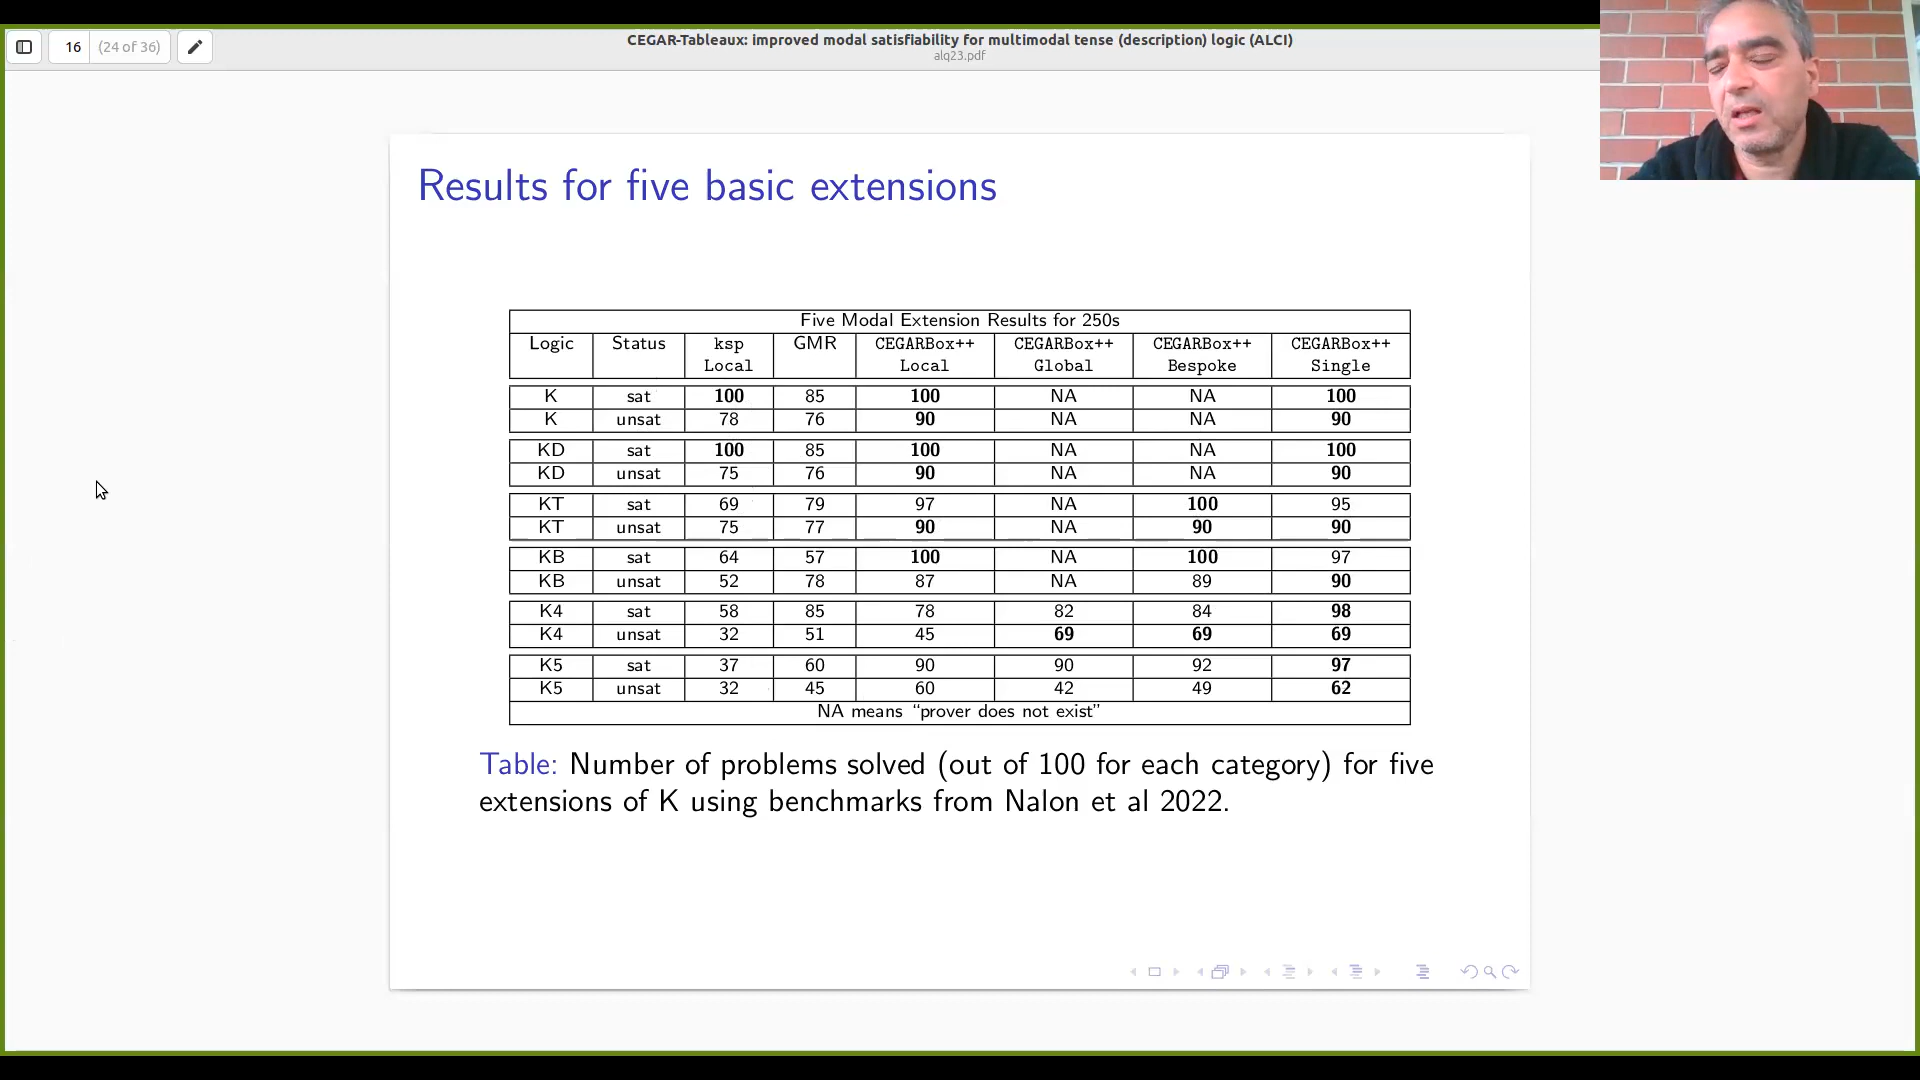 16 (24 of 36)
CEGAR-Tableaux: improved modal satisfiability for multimodal tense (description) logic (ALCI)
alq23.pdf
Results for five basic extensions
Five Modal Extension Results for 250s
Logic Status ksp GMR CEGARBox++ CEGARBox++ CEGARBox++ CEGARBox++
Local Local Global Bespoke Single
K sat 100 85 100 NA NA 100
K unsat 78 76 90 NA NA 90
KD sat 100 85 100 NA NA 100
KD unsat 75 76 90 NA NA 90
KT sat 69 79 97 NA 100 95
KT unsat 75 77 90 NA 90 90
KB sat 64 57 100 NA 100 97
KB unsat 52 78 87 NA 89 90
K4 sat 58 85 78 82 84 98
K4 unsat 32 51 45 69 69 69
K5 sat 37 60 90 90 92 97
K5 unsat 32 45 60 42 49 62
NA means “prover does not exist”
Table: Number of problems solved (out of 100 for each category) for five
extensions of K using benchmarks from Nalon et al 2022.